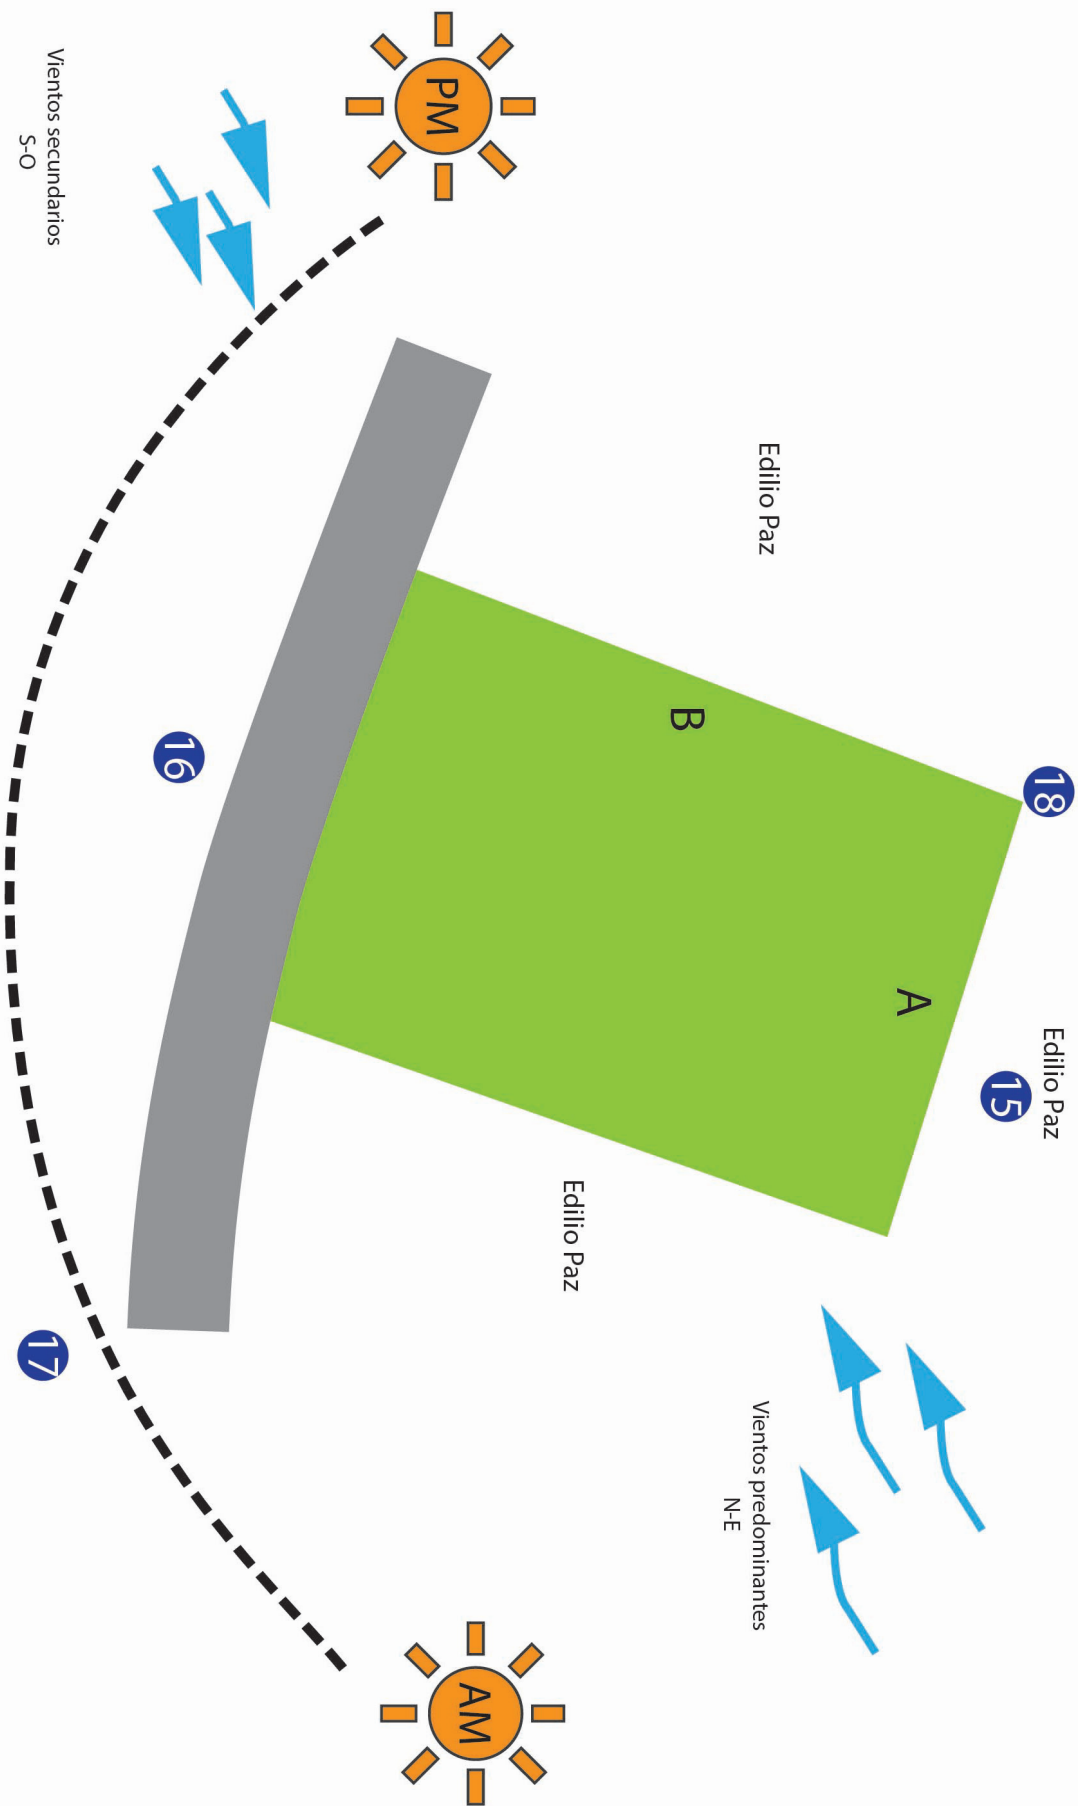 18
Edilio Paz
15
A
Edilio Paz
Vientos predominantes
N-E
B
Edilio Paz
AM
PM
16
Vientos secundarios
S-O
17